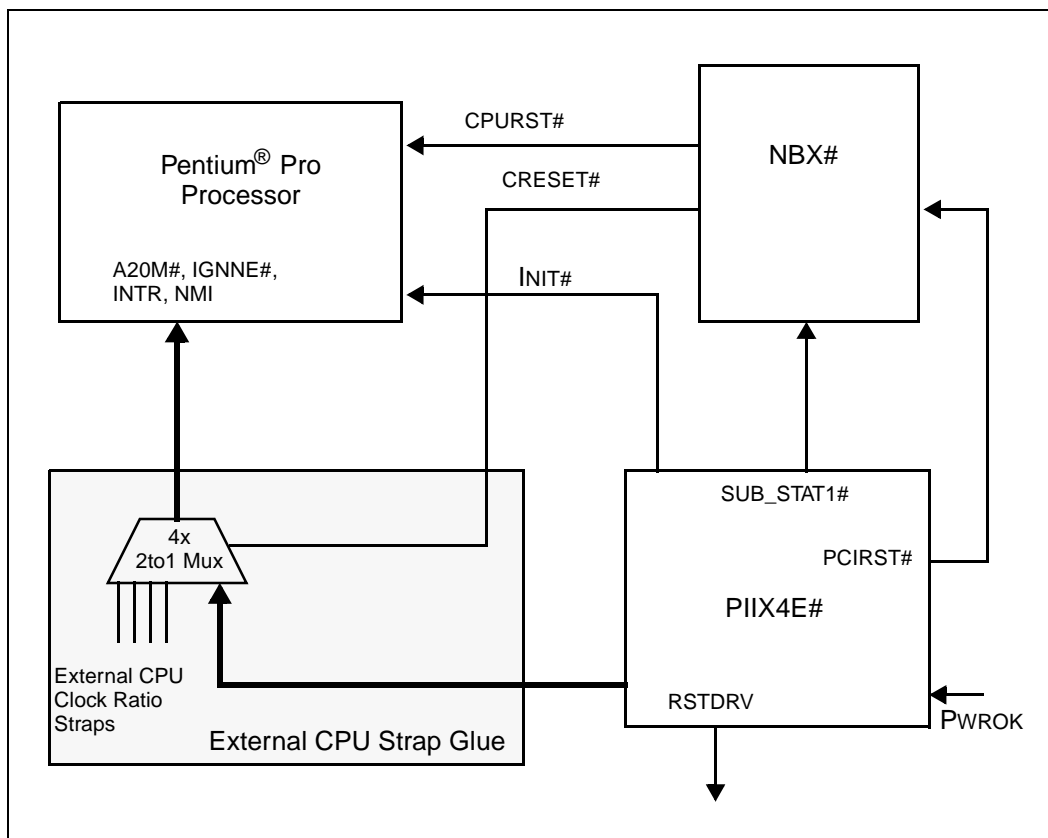 CPURST#
NBX#
Pentium® Pro
Processor
CRESET#
A20M#, IGNNE#,
INTR, NMI
INIT#
SUB_STAT1#
4x
2to1 Mux
PCIRST#
PIIX4E#
External CPU
Clock Ratio
Straps
RSTDRV
PWROK
External CPU Strap Glue